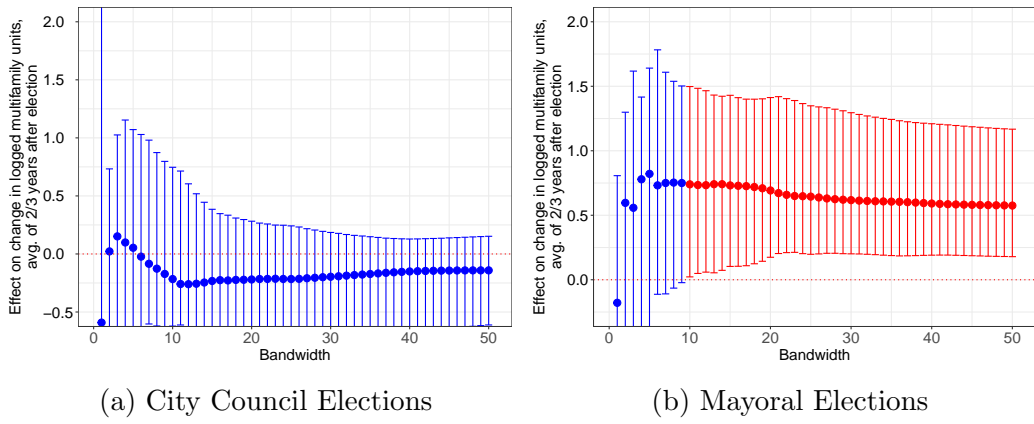 Effect on change in logged multifamily units,
avg. of 2/3 years after election
2.0
1.5
1.0
0.5
0.0
−0.5
0
10
20
30
40
50
Bandwidth
(a) City Council Elections
Effect on change in logged multifamily units,
avg. of 2/3 years after election
2.0
1.5
1.0
0.5
0.0
0
10
20
30
40
50
Bandwidth
(b) Mayoral Elections